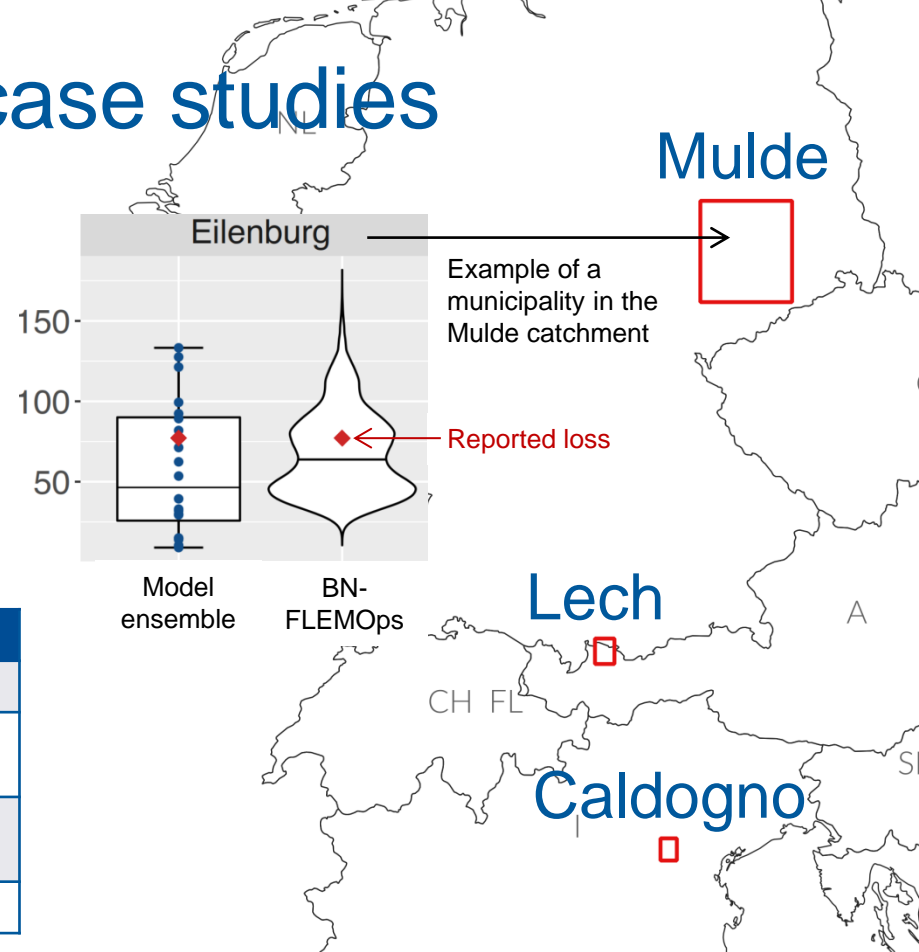 case studies
NL
Mulde
Eilenburg
Example of a
municipality in the
Mulde catchment
150
100
50
Reported loss
Model
ensemble
BN-
FLEMOps
Lech
A
CH FL
Caldogno
I